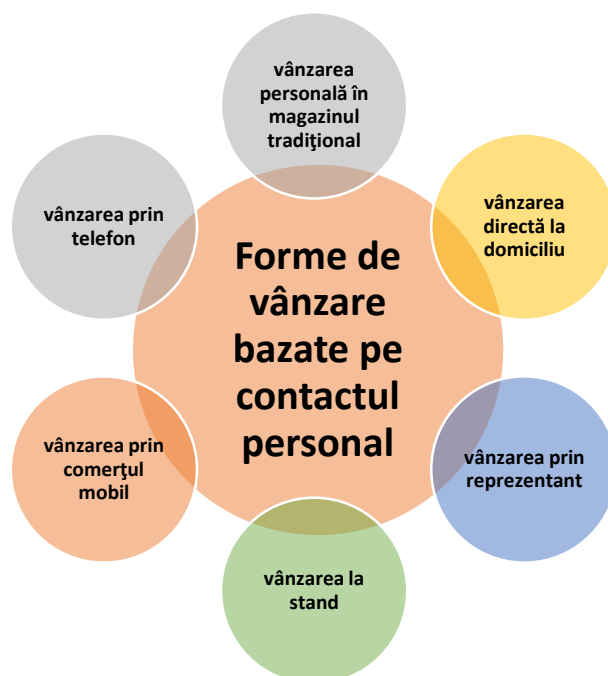 vânzarea
personală în
magazinul
tradiţional
vânzarea
directă la
domiciliu
vânzarea prin
reprezentant
vânzarea la
stand
vânzarea prin
comerţul
mobil
vânzarea prin
telefon
Forme de
vânzare
bazate pe
contactul
personal